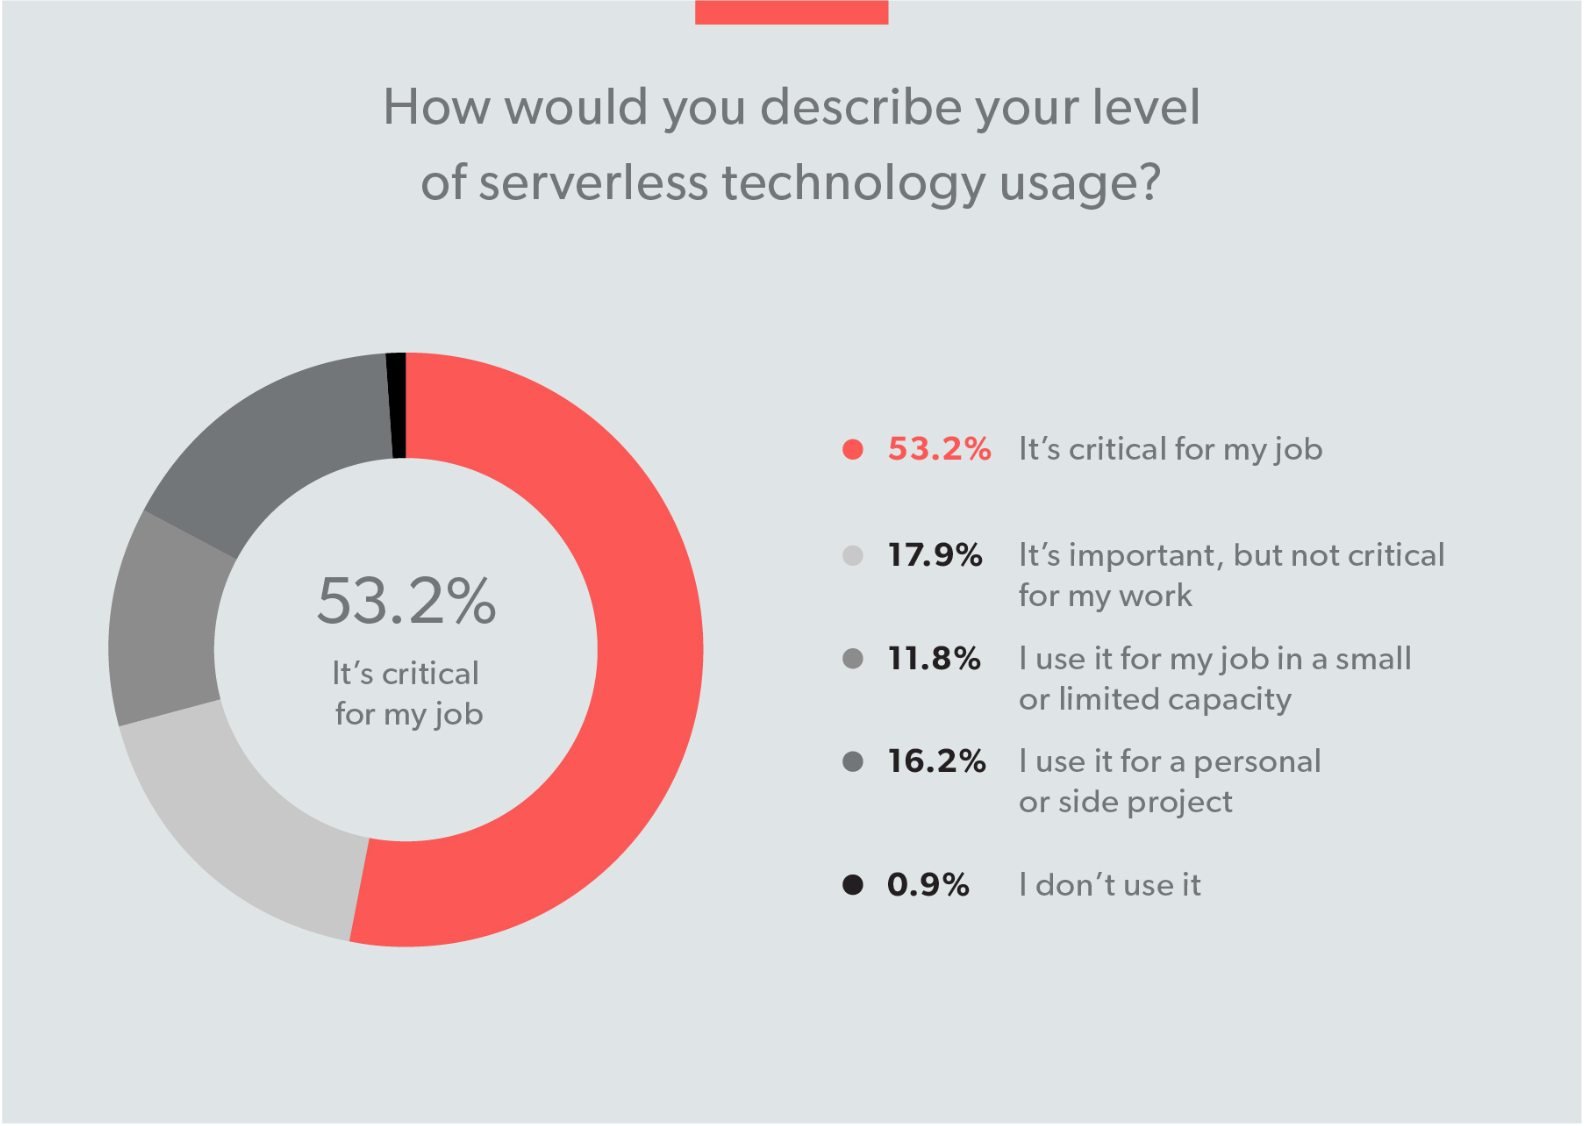 How would you describe your level
of serverless technology usage?
53.2%
It’s critical
for my job
53.2% It’s critical for my job
17.9% It’s important, but not critical
for my work
11.8% I use it for my job in a small
or limited capacity
16.2% I use it for a personal
or side project
0.9% I don’t use it